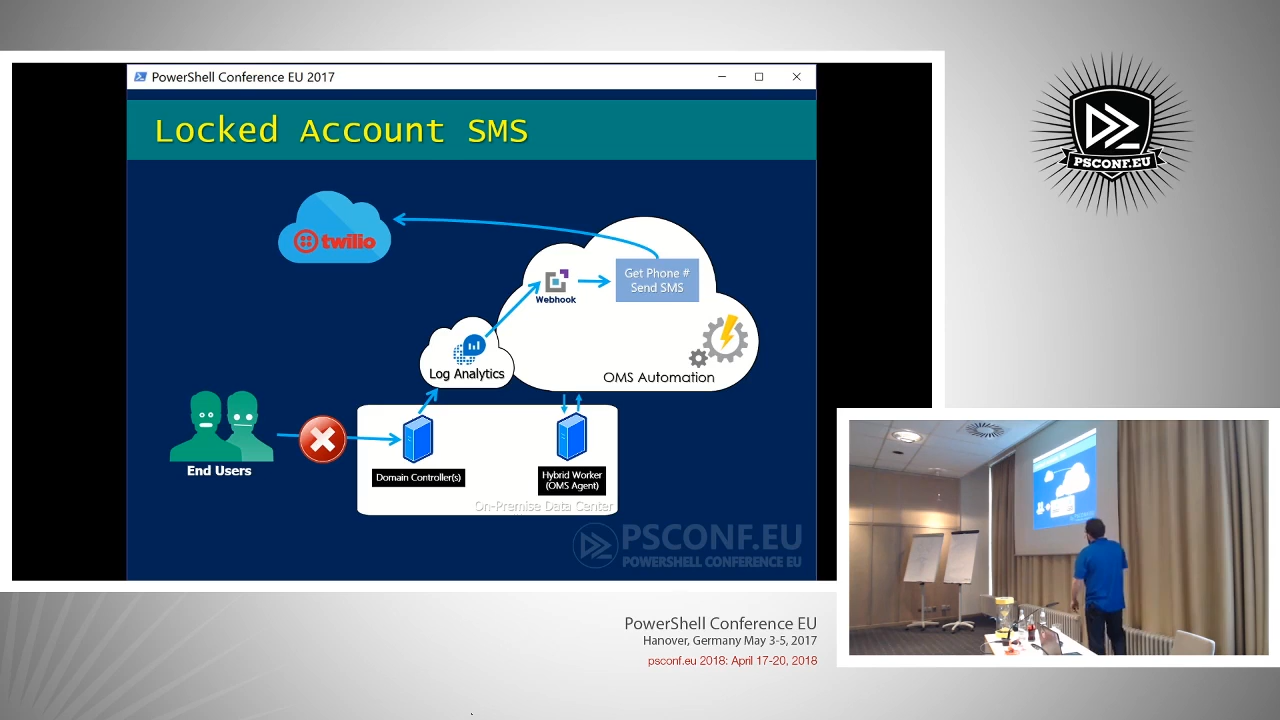 PowerShell Conference EU 2017
Locked Account SMS
twilio
Get Phone #
Send SMS
Webhook
Log Analytics
OMS Automation
End Users
Domain Controller(s)
Hybrid Worker
(OMS Agent)
On-Premise Data Center
PSCONF.EU
POWERSHELL CONFERENCE EU
PSCONF.EU
PowerShell Conference EU
Hanover, Germany May 3-5, 2017
psconf.eu 2018: April 17-20, 2018